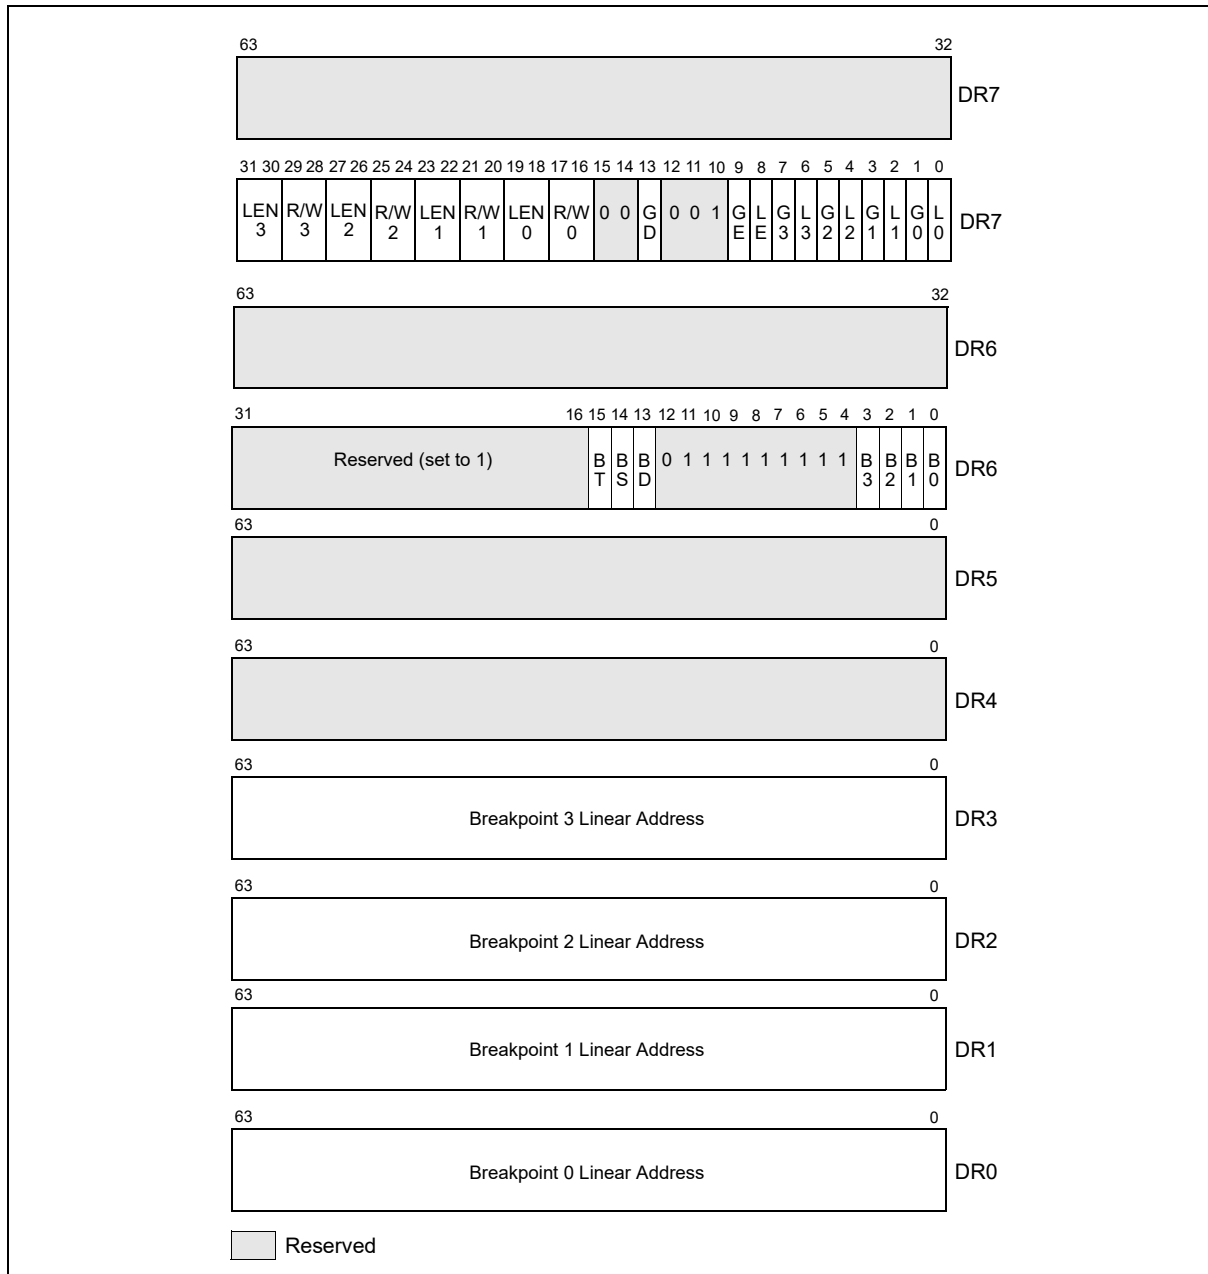 63 32
DR7
31 30 29 28 27 26 25 24 23 22 21 20 19 18 17 16 15 14 13 12 11 10 9 8 7 6 5 4 3 2 1 0
LEN 3 R/W 3 LEN 2 R/W 2 LEN 1 R/W 1 LEN 0 R/W 0 0 0 G D 0 0 1 G E L E G 3 L 3 G 2 L 2 G 1 L 1 G 0 L 0 DR7
63 32
DR6
31 16 15 14 13 12 11 10 9 8 7 6 5 4 3 2 1 0
Reserved (set to 1) B T B S B D 0 1 1 1 1 1 1 1 1 B 3 B 2 B 1 B 0 DR6
63 0
DR5
63 0
DR4
63 0
Breakpoint 3 Linear Address DR3
63 0
Breakpoint 2 Linear Address DR2
63 0
Breakpoint 1 Linear Address DR1
63 0
Breakpoint 0 Linear Address DR0
Reserved